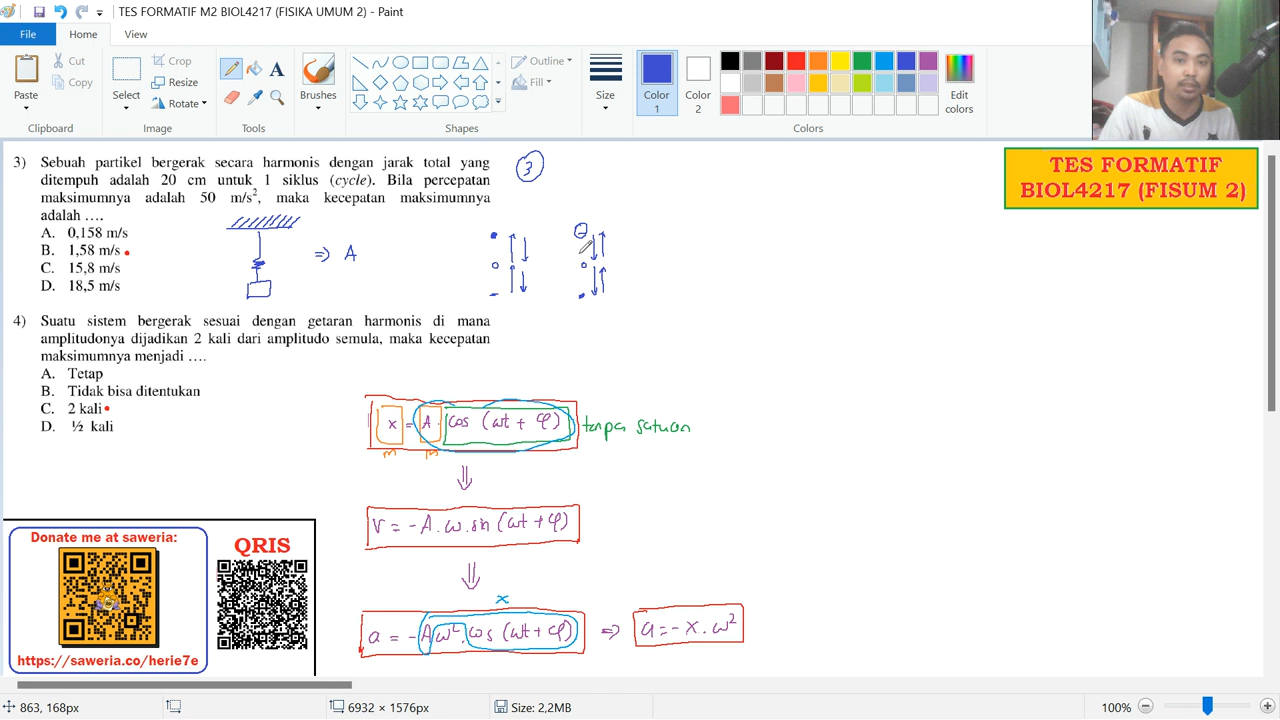 TES FORMATIF M2 BIOL4217 (FISIKA UMUM 2) - Paint
File
Home
View
Paste
Cut
Copy
Clipboard
Select
Crop
Resize
Rotate
Image
Tools
Brushes
Shapes
Outline
Fill
Size
Color 1
Color 2
Edit colors
Colors
TES FORMATIF
BIOL4217 (FISUM 2)
3) Sebuah partikel bergerak secara harmonis dengan jarak total yang
ditempuh adalah 20 cm untuk 1 siklus (cycle). Bila percepatan
maksimumnya adalah 50 m/s², maka kecepatan maksimumnya
adalah ….
A. 0,158 m/s
B. 1,58 m/s
C. 15,8 m/s
D. 18,5 m/s
③
⇒ A
4) Suatu sistem bergerak sesuai dengan getaran harmonis di mana
amplitudonya dijadikan 2 kali dari amplitudo semula, maka kecepatan
maksimumnya menjadi ….
A. Tetap
B. Tidak bisa ditentukan
C. 2 kali
D. ½ kali
x = A . cos (ωt + φ) tanpa satuan
m m
⇓
v = -A . ω . sin (ωt + φ)
⇓
x
a = -Aω² . cos (ωt + φ) ⇒ a = -x . ω²
Donate me at saweria:
https://saweria.co/herie7e
QRIS
863, 168px
6932 × 1576px
Size: 2,2MB
100%